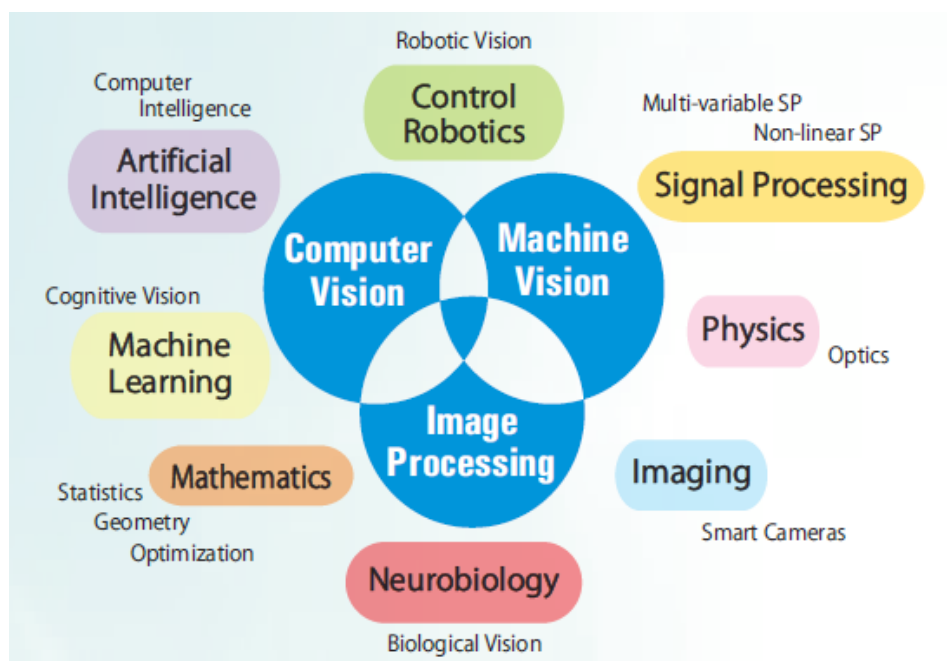 Robotic Vision
Control
Robotics
Computer
Intelligence
Artificial
Intelligence
Multi-variable SP
Non-linear SP
Signal Processing
Computer
Vision
Machine
Vision
Cognitive Vision
Machine
Learning
Physics
Optics
Image
Processing
Mathematics
Statistics
Geometry
Optimization
Imaging
Smart Cameras
Neurobiology
Biological Vision